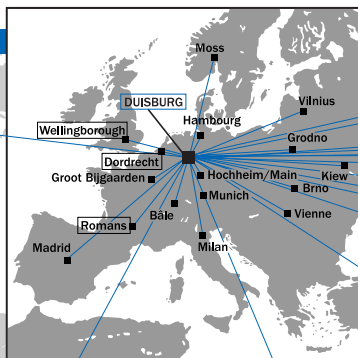 Moss
DUISBURG
Vilnius
Hambourg
Wellingborough
Grodno
Dordrecht
Groot Bijgaarden
Hochheim/Main
Kiew
Brno
Munich
Bâle
Vienne
Romans
Madrid
Milan